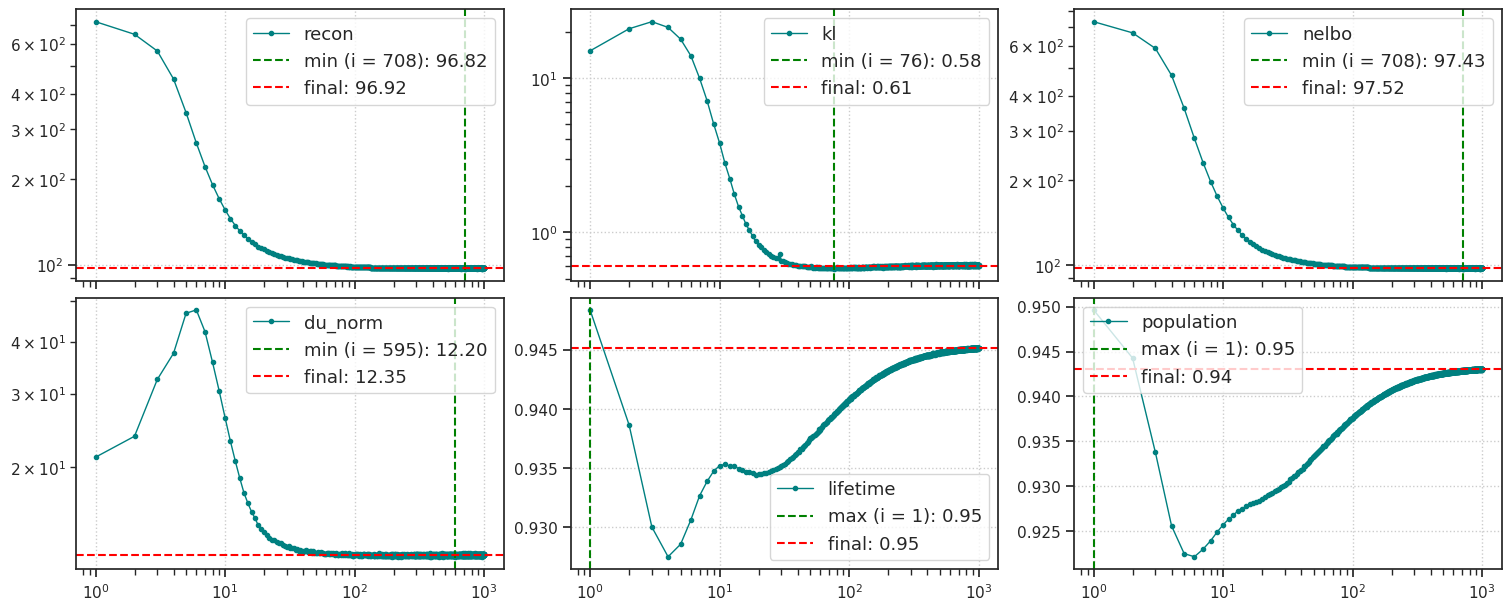 6 × 10²
4 × 10²
3 × 10²
2 × 10²
10²
recon
min (i = 708): 96.82
final: 96.92
10¹
10⁰
kl
min (i = 76): 0.58
final: 0.61
6 × 10²
4 × 10²
3 × 10²
2 × 10²
10²
nelbo
min (i = 708): 97.43
final: 97.52
4 × 10¹
3 × 10¹
2 × 10¹
du_norm
min (i = 595): 12.20
final: 12.35
10⁰ 10¹ 10² 10³
0.945
0.940
0.935
0.930
lifetime
max (i = 1): 0.95
final: 0.95
10⁰ 10¹ 10² 10³
0.950
0.945
0.940
0.935
0.930
0.925
population
max (i = 1): 0.95
final: 0.94
10⁰ 10¹ 10² 10³